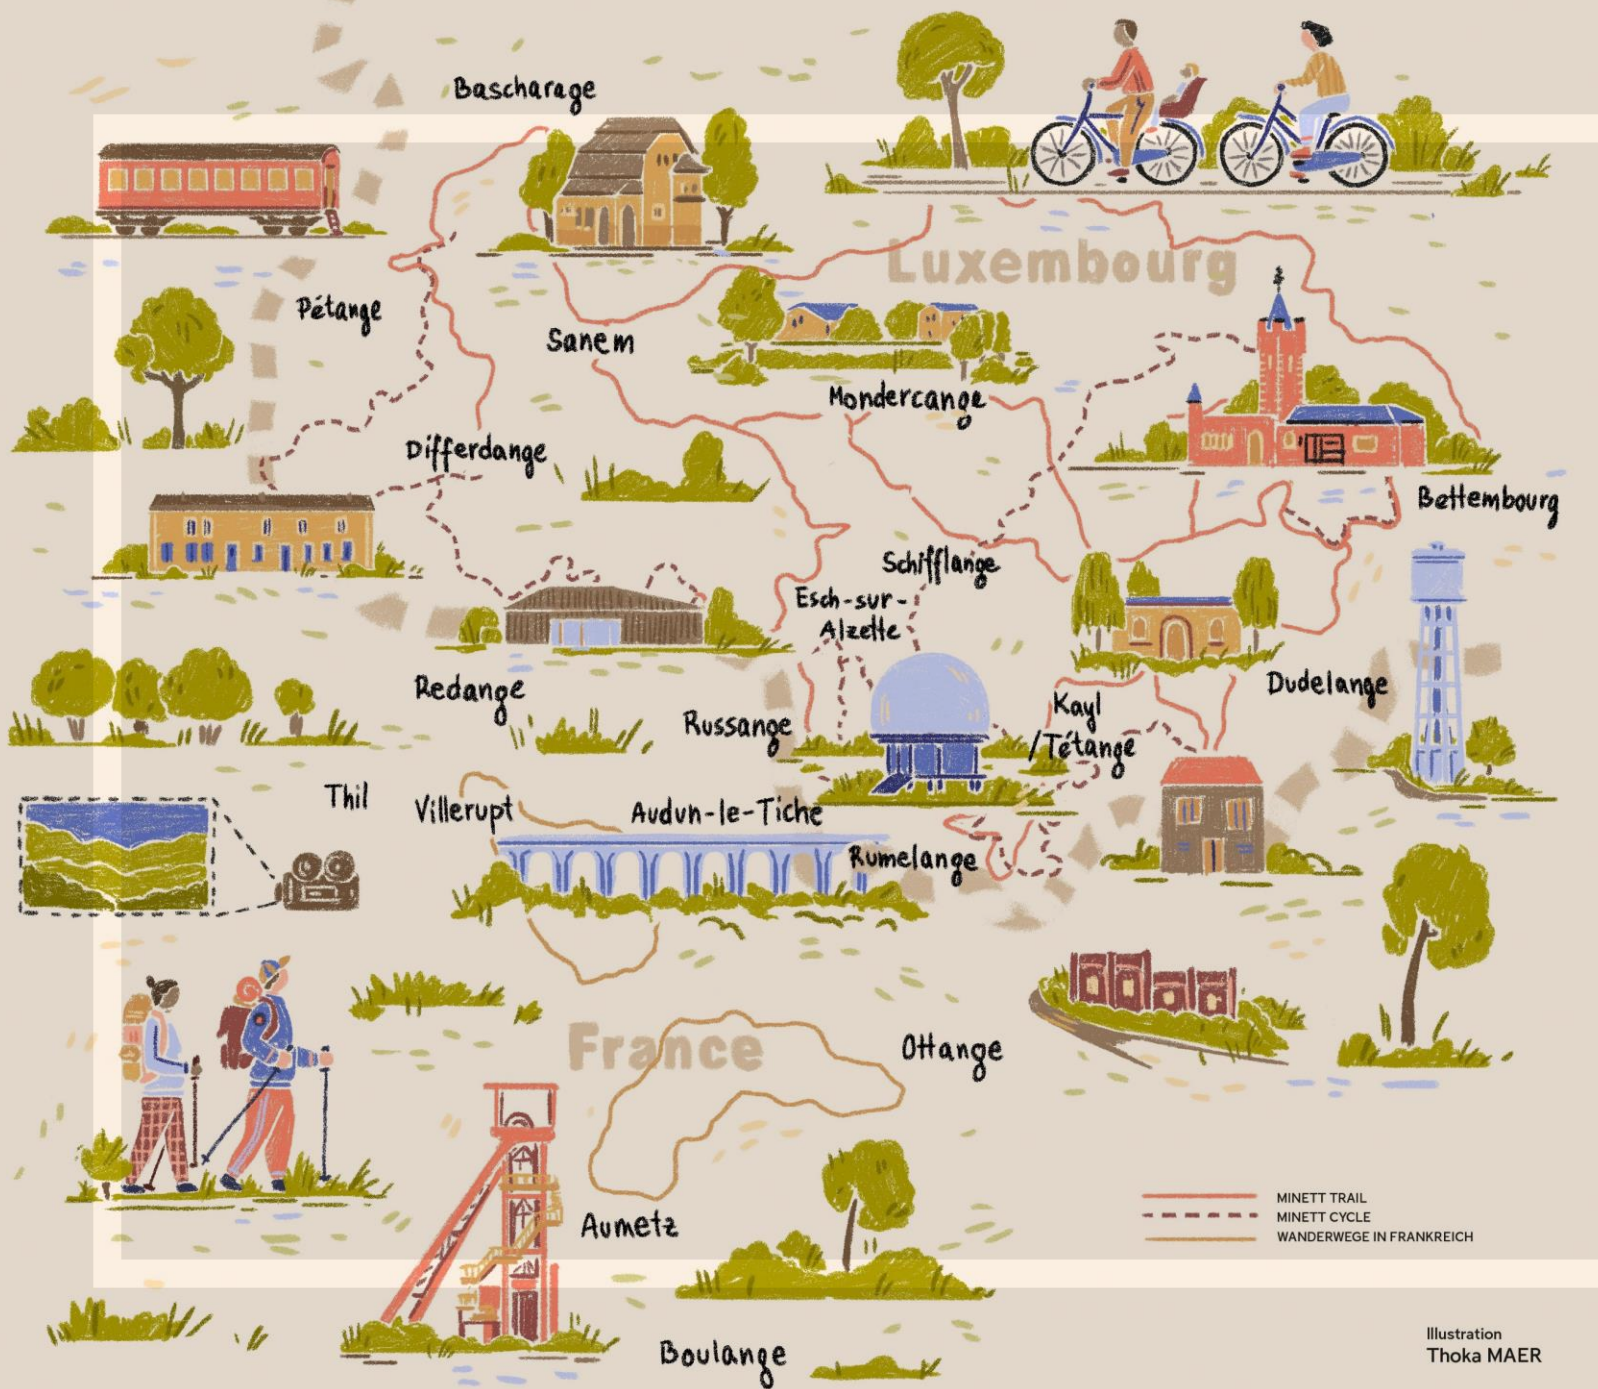 Bascharage
Luxembourg
Pétange
Sanem
Mondercange
Differdange
Bettembourg
Schifflange
Esch-sur-
Alzette
Redange
Russange
Kayl
/Tétange
Dudelange
Thil
Villerupt
Audun-le-Tiche
Rumelange
France
Ottange
Aumetz
Boulange
MINETT TRAIL
MINETT CYCLE
WANDERWEGE IN FRANKREICH
Illustration
Thoka MAER